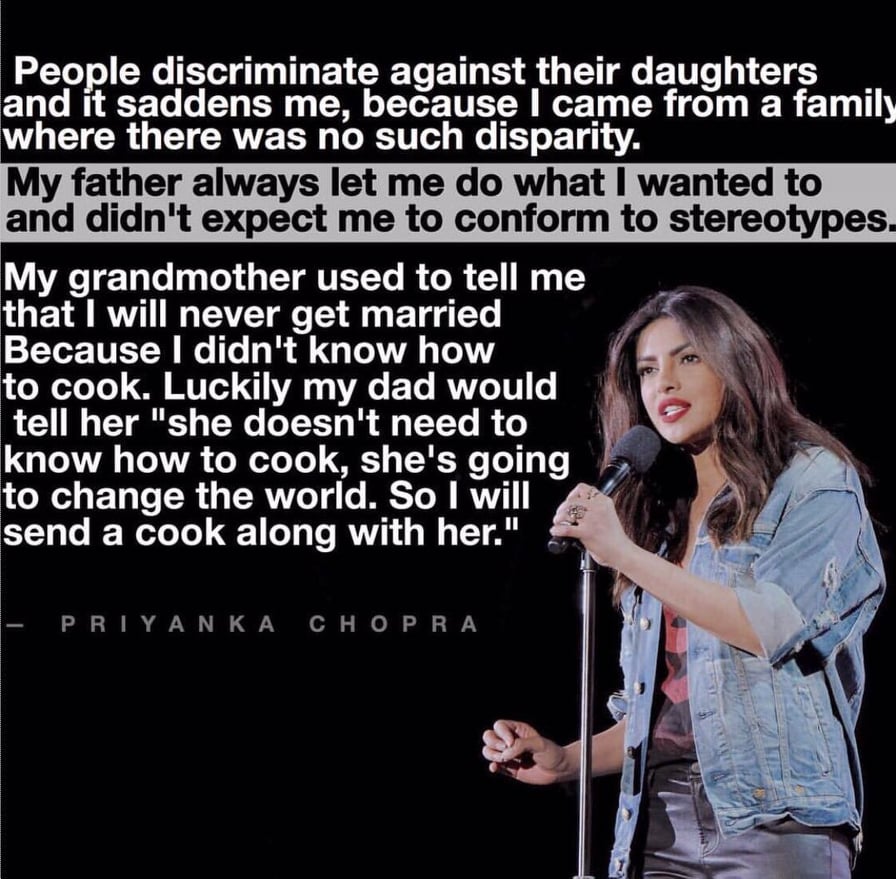 People discriminate against their daughters
and it saddens me, because I came from a family
where there was no such disparity.
My father always let me do what I wanted to
and didn't expect me to conform to stereotypes.
My grandmother used to tell me
that I will never get married
Because I didn't know how
to cook. Luckily my dad would
tell her "she doesn't need to
know how to cook, she's going
to change the world. So I will
send a cook along with her."
– PRIYANKA CHOPRA